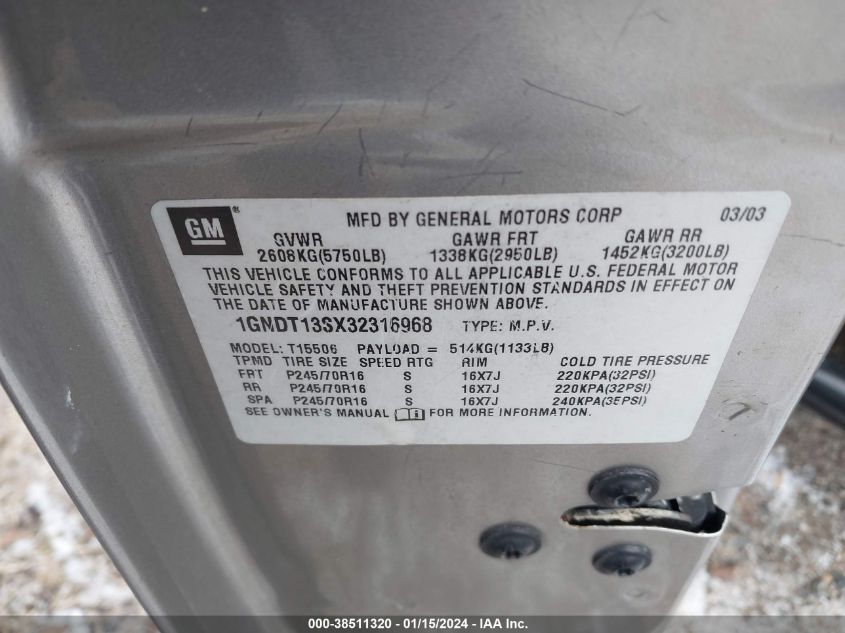 GM® MFD BY GENERAL MOTORS CORP 03/03
GVWR GAWR FRT GAWR RR
2608KG(5750LB) 1338KG(2950LB) 1452KG(3200LB)
THIS VEHICLE CONFORMS TO ALL APPLICABLE U.S. FEDERAL MOTOR
VEHICLE SAFETY AND THEFT PREVENTION STANDARDS IN EFFECT ON
THE DATE OF MANUFACTURE SHOWN ABOVE.
1GNDT13SX32316968 TYPE: M.P.V.
MODEL: T15506 PAYLOAD = 514KG(1133LB)
TPMD TIRE SIZE SPEED RTG RIM COLD TIRE PRESSURE
FRT P245/70R16 S 16X7J 220KPA(32PSI)
RR P245/70R16 S 16X7J 220KPA(32PSI)
SPA P245/70R16 S 16X7J 240KPA(35PSI)
SEE OWNER'S MANUAL FOR MORE INFORMATION.
000-38511320 - 01/15/2024 - IAA Inc.